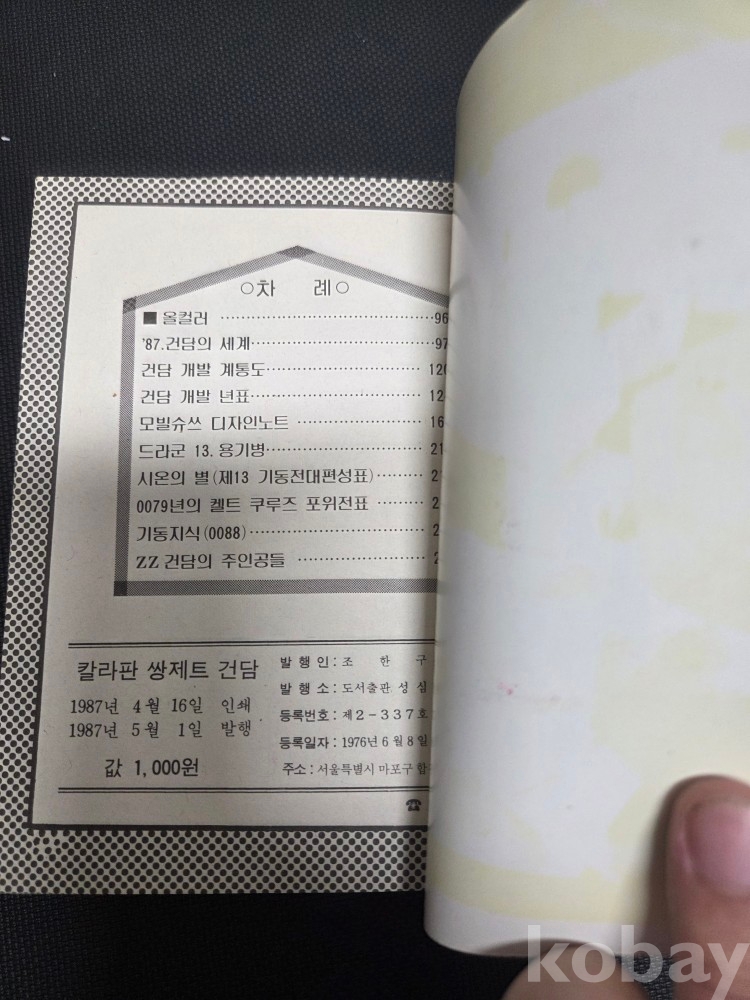 ○차 례○
■ 올컬러 ……………………………… 96
'87.건담의 세계 ………………………… 97
건담 개발 계통도 ………………………
건담 개발 년표 …………………………
모빌슈쓰 디자인노트 …………………
드라군 13. 용기병 ………………………
시온의 별(제13 기동전대편성표) ………
0079년의 켈트 쿠루즈 포위전표 ………
기동지식(0088) …………………………
ZZ 건담의 주인공들 ……………………
칼라판 쌍제트 건담
1987년 4월 16일 인쇄
1987년 5월 1일 발행
값 1,000원
발 행 인 : 조 한 구
발 행 소 : 도서출판 성 심
등록번호 : 제2-337호
등록일자 : 1976년 6월 8일
주소 : 서울특별시 마포구
☎
kobay